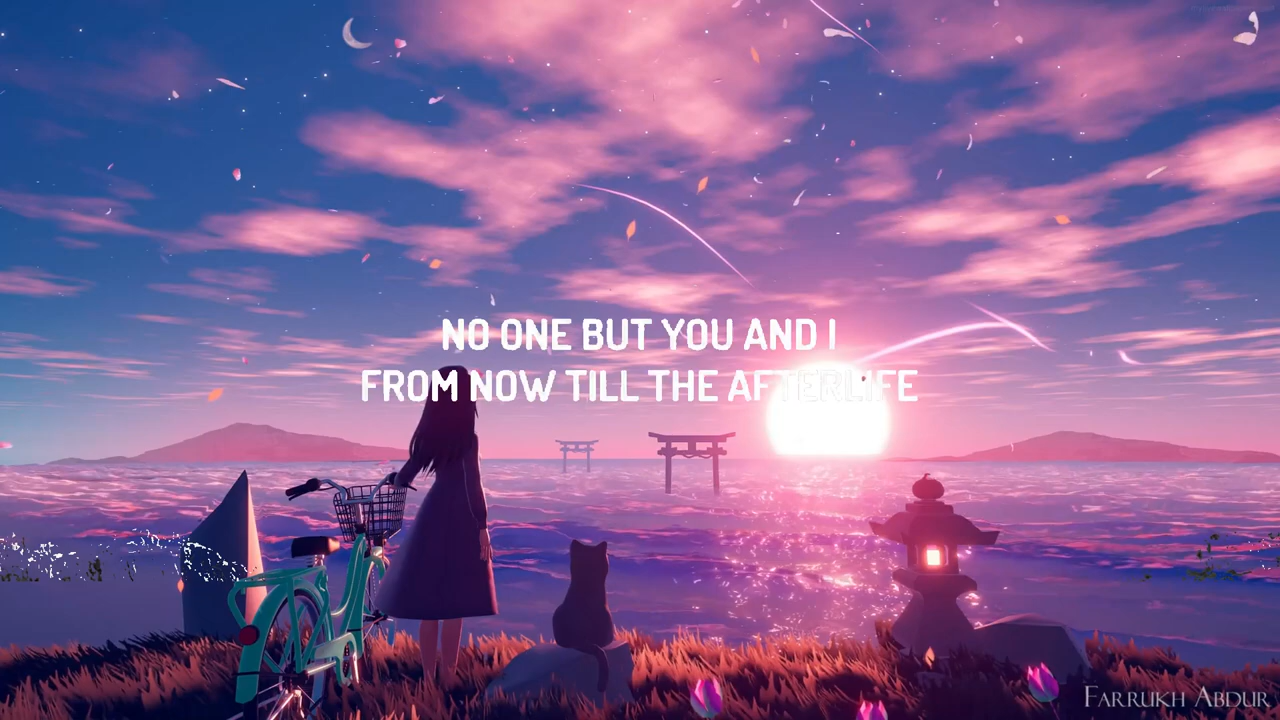 NO ONE BUT YOU AND I
FROM NOW TILL THE AFTERLIFE
FARRUKH ABDUR